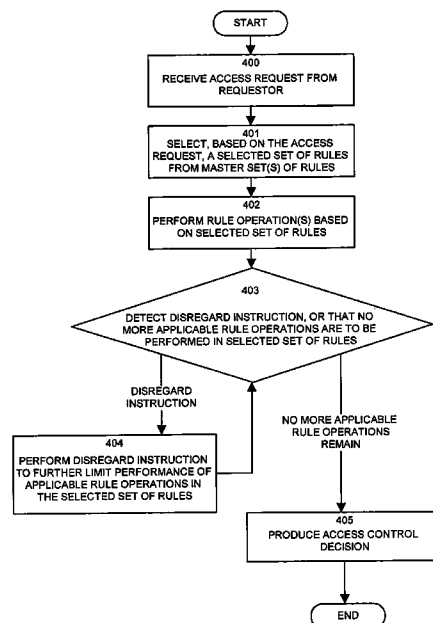 START
400
RECEIVE ACCESS REQUEST FROM
REQUESTOR
401
SELECT, BASED ON THE ACCESS
REQUEST, A SELECTED SET OF RULES
FROM MASTER SET(S) OF RULES
402
PERFORM RULE OPERATION(S) BASED
ON SELECTED SET OF RULES
403
DETECT DISREGARD INSTRUCTION, OR THAT NO
MORE APPLICABLE RULE OPERATIONS ARE TO BE
PERFORMED IN SELECTED SET OF RULES
DISREGARD
INSTRUCTION
NO MORE APPLICABLE
RULE OPERATIONS
REMAIN
404
PERFORM DISREGARD INSTRUCTION
TO FURTHER LIMIT PERFORMANCE OF
APPLICABLE RULE OPERATIONS IN
THE SELECTED SET OF RULES
405
PRODUCE ACCESS CONTROL
DECISION
END